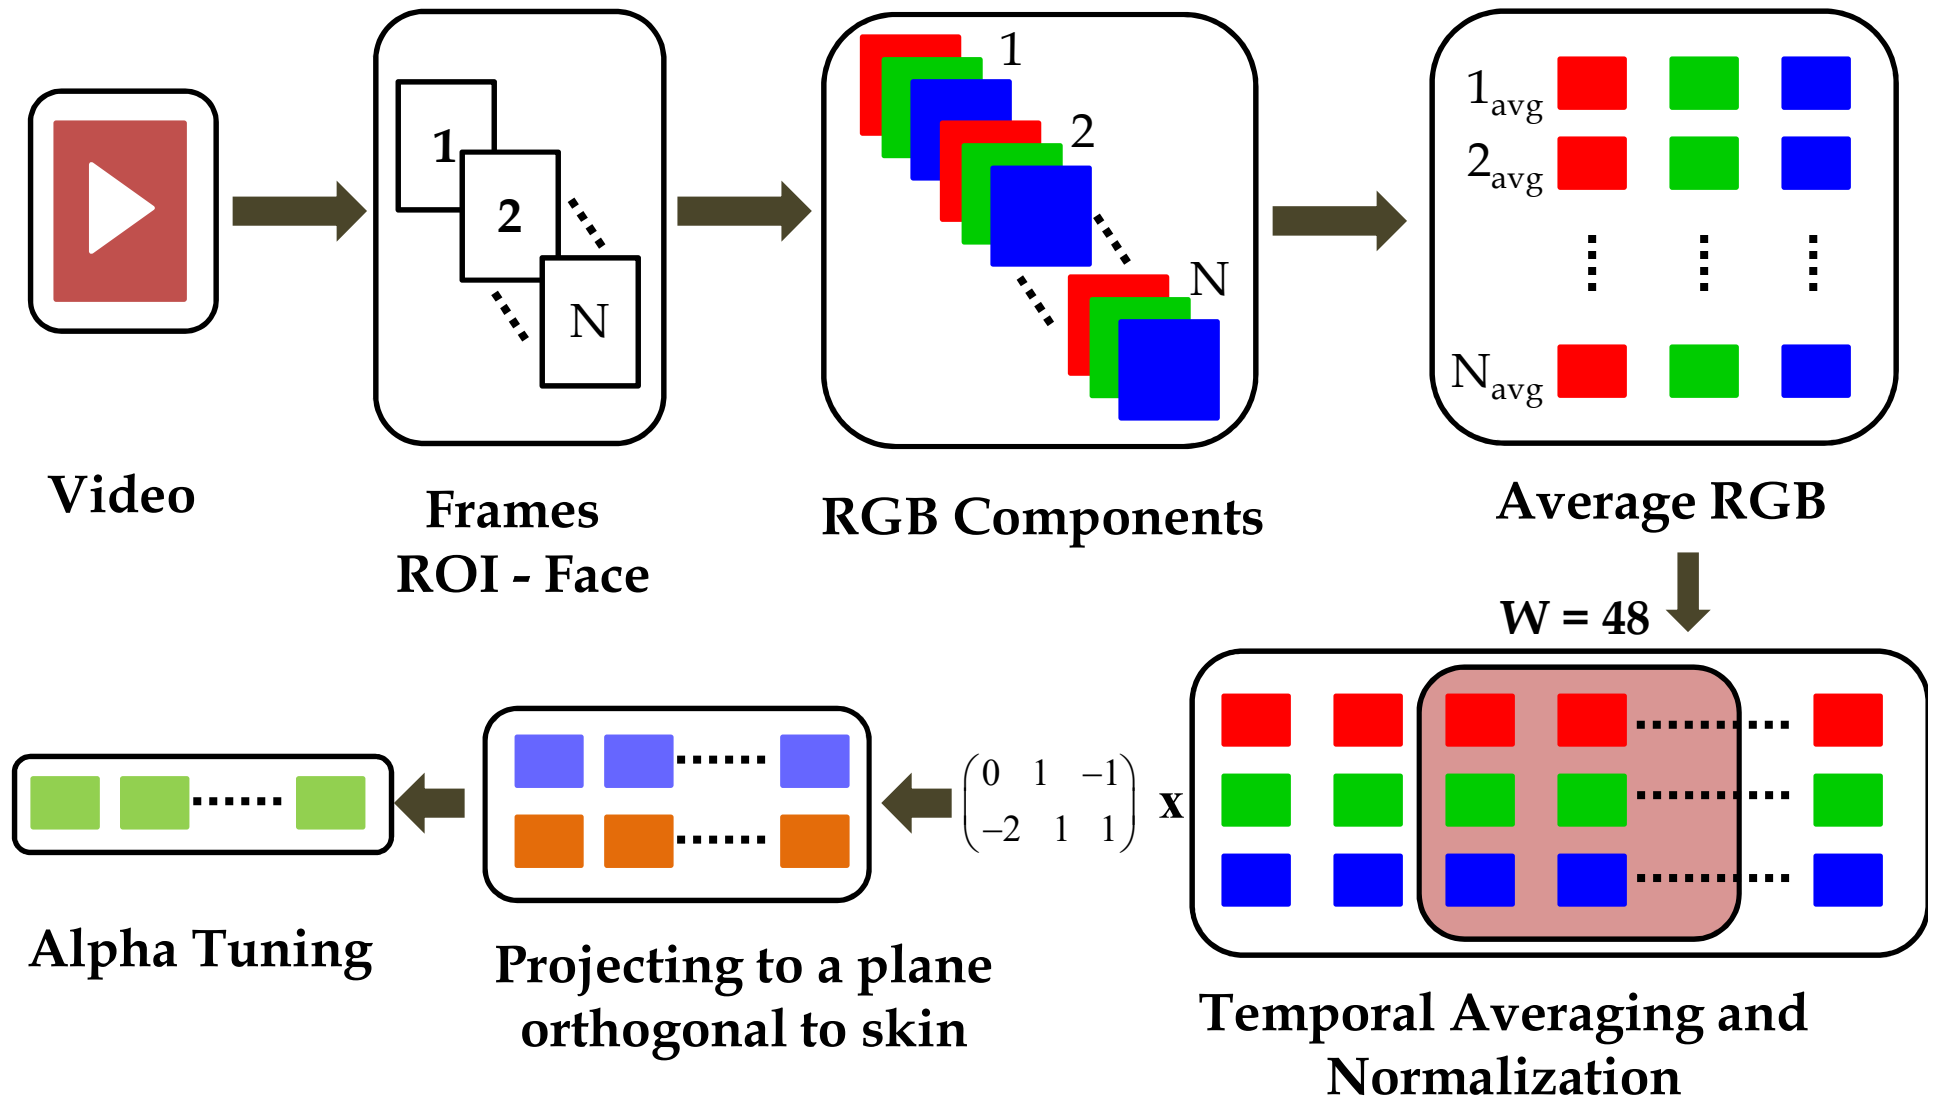 1
2
N
1
2
N
1avg
2avg
Navg
Video
Frames
ROI - Face
RGB Components
Average RGB
W = 48
0 1 −1
−2 1 1
x
Alpha Tuning
Projecting to a plane
orthogonal to skin
Temporal Averaging and
Normalization